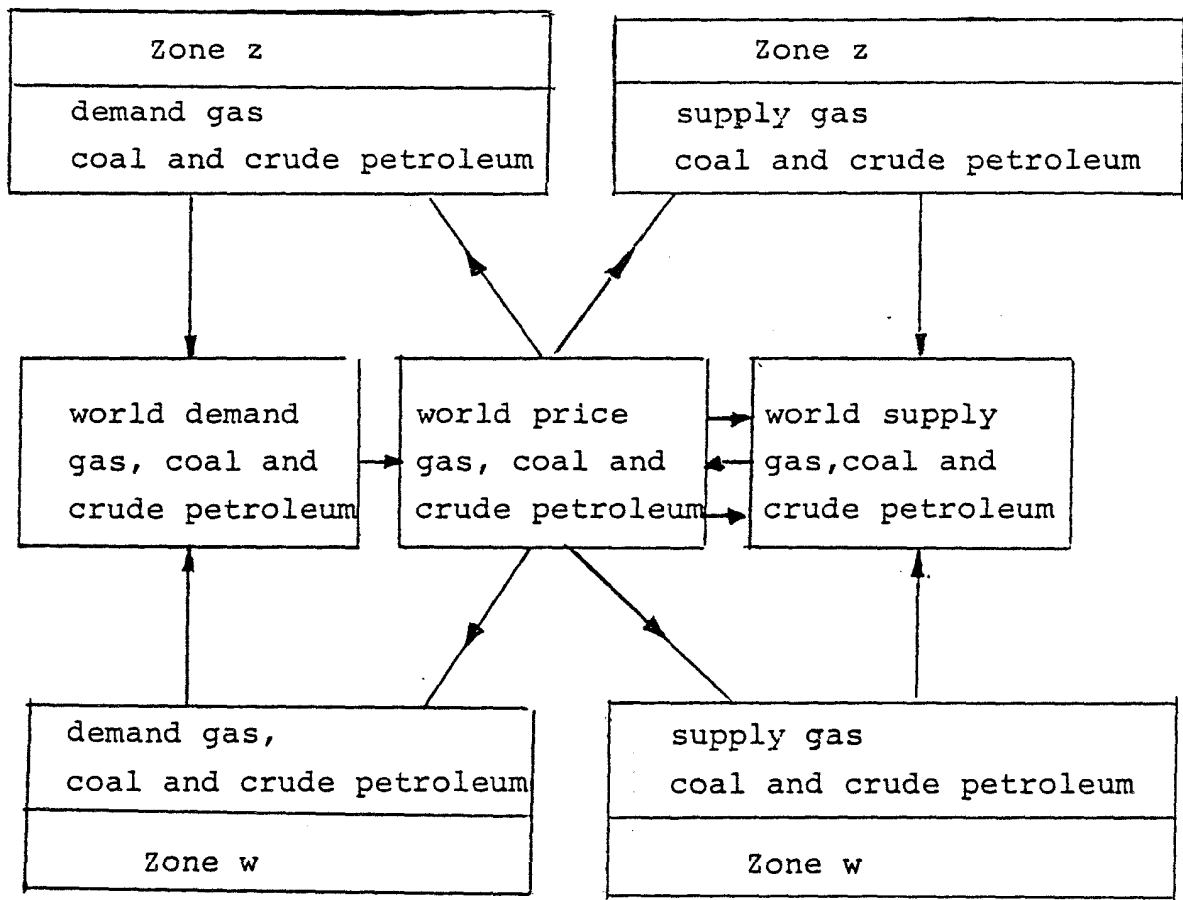 Zone z
demand gas
coal and crude petroleum
Zone z
supply gas
coal and crude petroleum
world demand
gas, coal and
crude petroleum
world price
gas, coal and
crude petroleum
world supply
gas,coal and
crude petroleum
demand gas,
coal and crude petroleum
Zone w
supply gas
coal and crude petroleum
Zone w